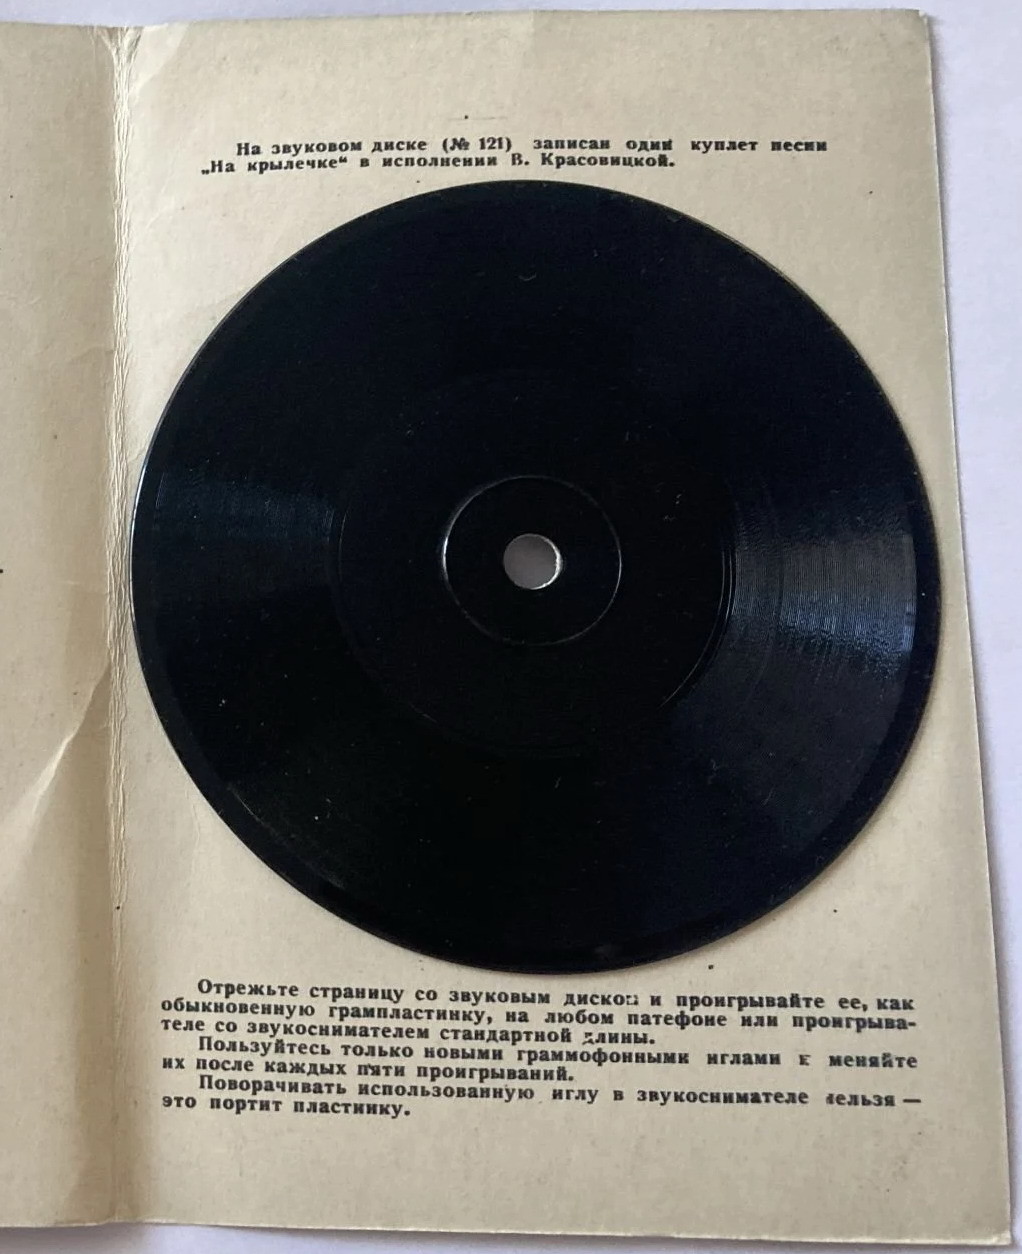 На звуковом диске (№ 121) записан один куплет песни
„На крылечке“ в исполнении В. Красовицкой.
Отрежьте страницу со звуковым диском и проигрывайте ее, как
обыкновенную грампластинку, на любом патефоне или проигрыва-
теле со звукоснимателем стандартной длины.
Пользуйтесь только новыми граммофонными иглами и меняйте
их после каждых пяти проигрываний.
Поворачивать использованную иглу в звукоснимателе нельзя —
это портит пластинку.